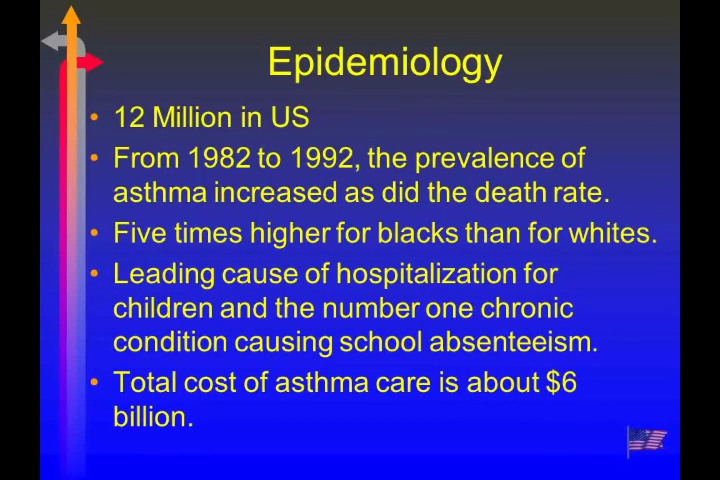 Epidemiology
• 12 Million in US
• From 1982 to 1992, the prevalence of
asthma increased as did the death rate.
• Five times higher for blacks than for whites.
• Leading cause of hospitalization for
children and the number one chronic
condition causing school absenteeism.
• Total cost of asthma care is about $6
billion.